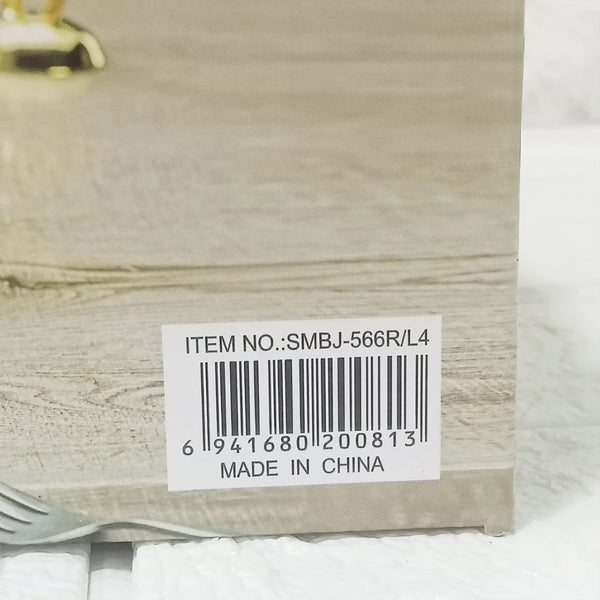 ITEM NO.:SMBJ-566R/L4
6 941680 200813
MADE IN CHINA